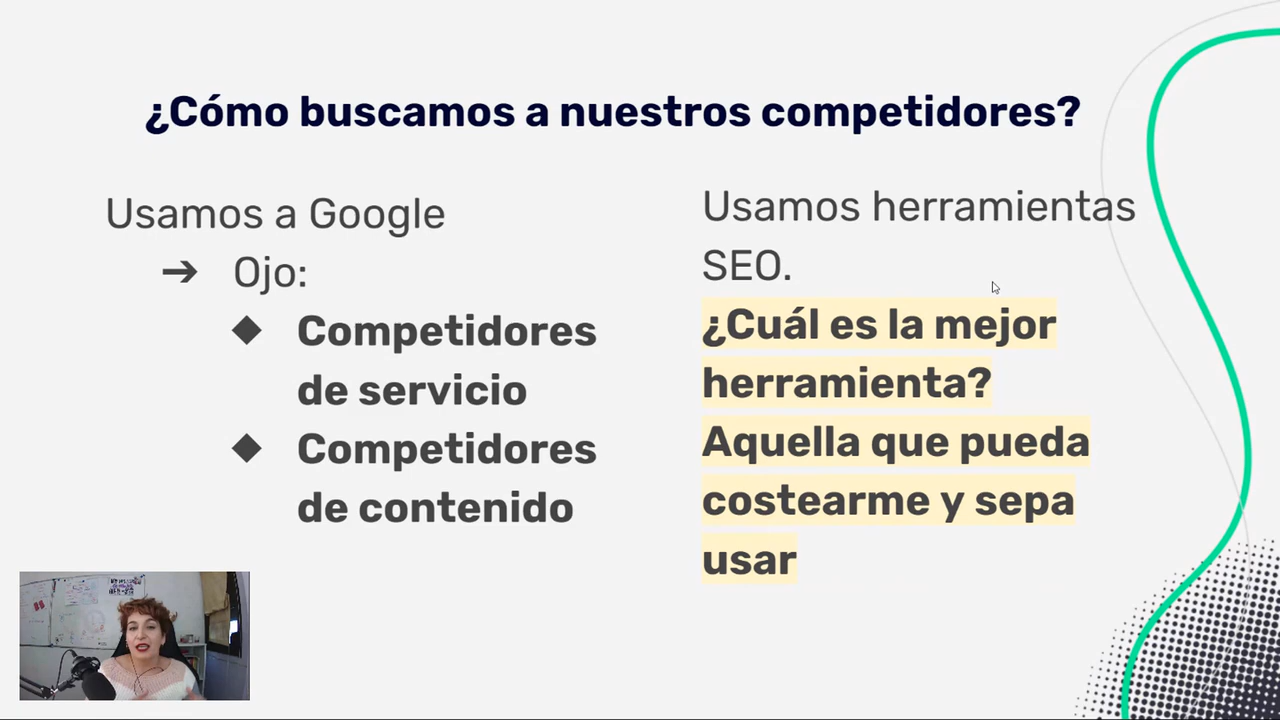 ¿Cómo buscamos a nuestros competidores?
Usamos a Google
➔ Ojo:
◆ Competidores
de servicio
◆ Competidores
de contenido
Usamos herramientas
SEO.
¿Cuál es la mejor
herramienta?
Aquella que pueda
costearme y sepa
usar